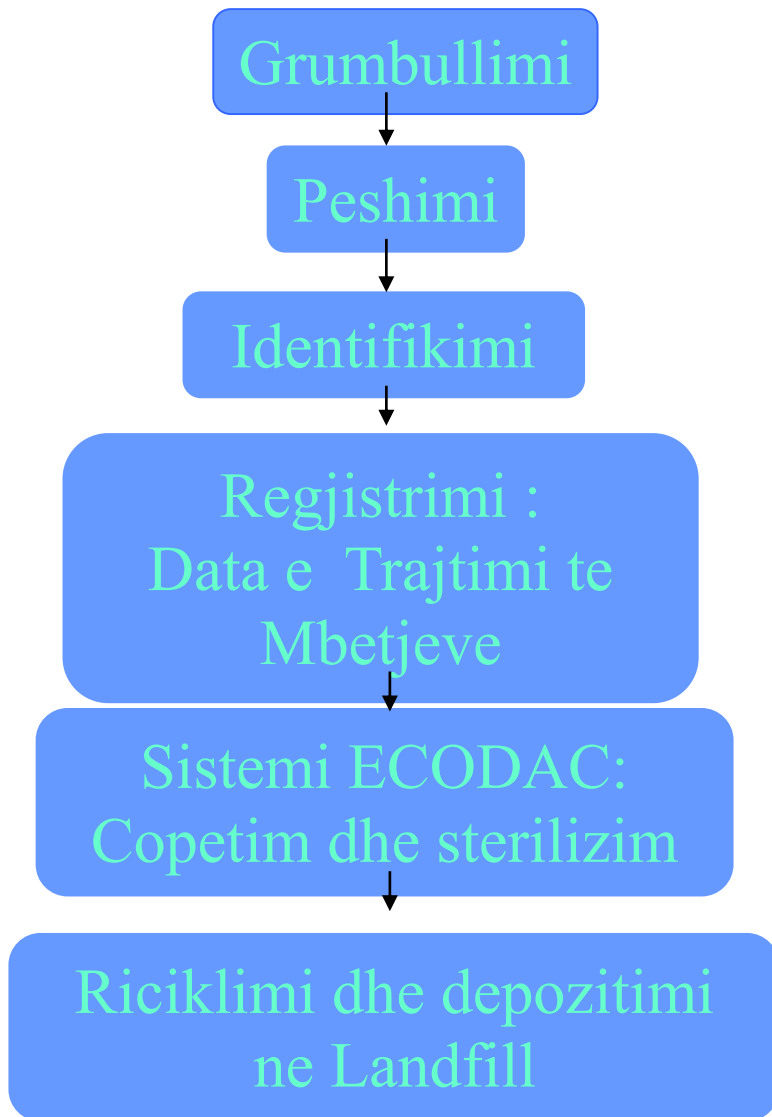 Grumbullimi
Peshimi
Identifikimi
Regjistrimi :
Data e  Trajtimi te
Mbetjeve
Sistemi ECODAC:
Copetim dhe sterilizim
Riciklimi dhe depozitimi
ne Landfill